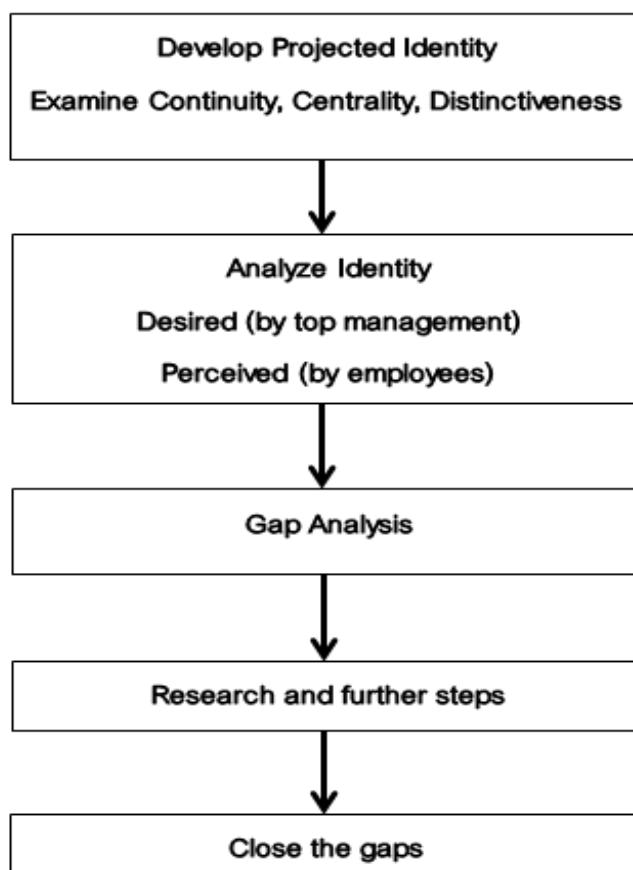 Develop Projected Identity
Examine Continuity, Centrality, Distinctiveness
Analyze Identity
Desired (by top management)
Perceived (by employees)
Gap Analysis
Research and further steps
Close the gaps